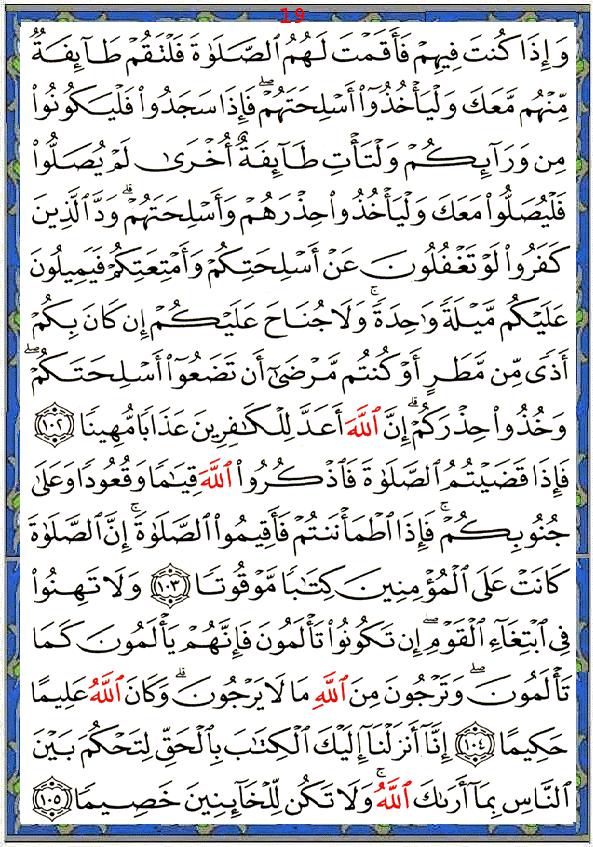 19
وَإِذَا كُنتَ فِيهِمْ فَأَقَمْتَ لَهُمُ ٱلصَّلَوٰةَ فَلْتَقُمْ طَآئِفَةٌ
مِّنْهُم مَّعَكَ وَلْيَأْخُذُوٓا۟ أَسْلِحَتَهُمْ ۖ فَإِذَا سَجَدُوا۟ فَلْيَكُونُوا۟
مِن وَرَآئِكُمْ وَلْتَأْتِ طَآئِفَةٌ أُخْرَىٰ لَمْ يُصَلُّوا۟
فَلْيُصَلُّوا۟ مَعَكَ وَلْيَأْخُذُوا۟ حِذْرَهُمْ وَأَسْلِحَتَهُمْ ۗ وَدَّ ٱلَّذِينَ
كَفَرُوا۟ لَوْ تَغْفُلُونَ عَنْ أَسْلِحَتِكُمْ وَأَمْتِعَتِكُمْ فَيَمِيلُونَ
عَلَيْكُم مَّيْلَةً وَٰحِدَةً ۚ وَلَا جُنَاحَ عَلَيْكُمْ إِن كَانَ بِكُمْ
أَذًى مِّن مَّطَرٍ أَوْ كُنتُم مَّرْضَىٰٓ أَن تَضَعُوٓا۟ أَسْلِحَتَكُمْ ۖ
وَخُذُوا۟ حِذْرَكُمْ ۗ إِنَّ ٱللَّهَ أَعَدَّ لِلْكَٰفِرِينَ عَذَابًا مُّهِينًا ١٠٢
فَإِذَا قَضَيْتُمُ ٱلصَّلَوٰةَ فَٱذْكُرُوا۟ ٱللَّهَ قِيَٰمًا وَقُعُودًا وَعَلَىٰ
جُنُوبِكُمْ ۚ فَإِذَا ٱطْمَأْنَنتُمْ فَأَقِيمُوا۟ ٱلصَّلَوٰةَ ۚ إِنَّ ٱلصَّلَوٰةَ
كَانَتْ عَلَى ٱلْمُؤْمِنِينَ كِتَٰبًا مَّوْقُوتًا ١٠٣ وَلَا تَهِنُوا۟
فِى ٱبْتِغَآءِ ٱلْقَوْمِ ۖ إِن تَكُونُوا۟ تَأْلَمُونَ فَإِنَّهُمْ يَأْلَمُونَ كَمَا
تَأْلَمُونَ ۖ وَتَرْجُونَ مِنَ ٱللَّهِ مَا لَا يَرْجُونَ ۗ وَكَانَ ٱللَّهُ عَلِيمًا
حَكِيمًا ١٠٤ إِنَّآ أَنزَلْنَآ إِلَيْكَ ٱلْكِتَٰبَ بِٱلْحَقِّ لِتَحْكُمَ بَيْنَ
ٱلنَّاسِ بِمَآ أَرَىٰكَ ٱللَّهُ ۚ وَلَا تَكُن لِّلْخَآئِنِينَ خَصِيمًا ١٠٥